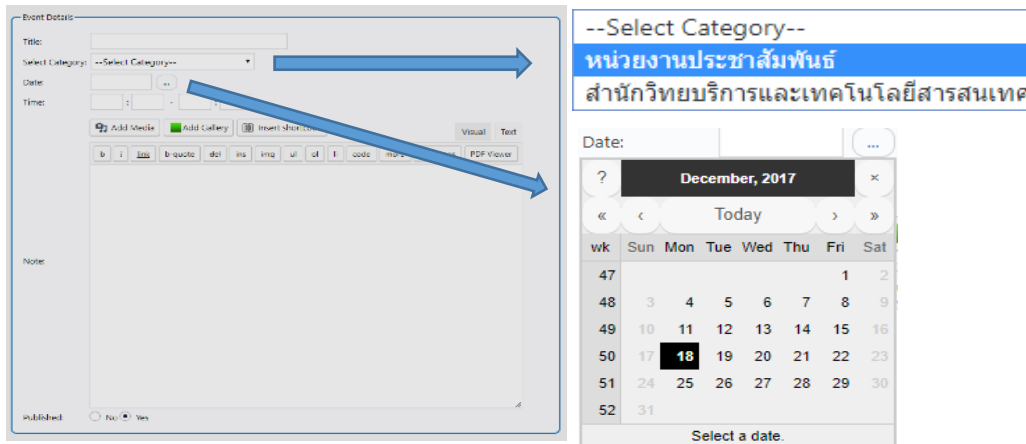 Event Details
Title:
Select Category: --Select Category--
Date: ...
Time: : - :
Add Media Add Gallery Insert shortcode Visual Text
b i link b-quote del ins img ul ol li code more PDF Viewer
Note:
Published: No Yes
--Select Category--
หน่วยงานประชาสัมพันธ์
สำนักวิทยบริการและเทคโนโลยีสารสนเทศ
Date: ...
? December, 2017 ×
« ‹ Today › »
wk Sun Mon Tue Wed Thu Fri Sat
47 1 2
48 3 4 5 6 7 8 9
49 10 11 12 13 14 15 16
50 17 18 19 20 21 22 23
51 24 25 26 27 28 29 30
52 31
Select a date.